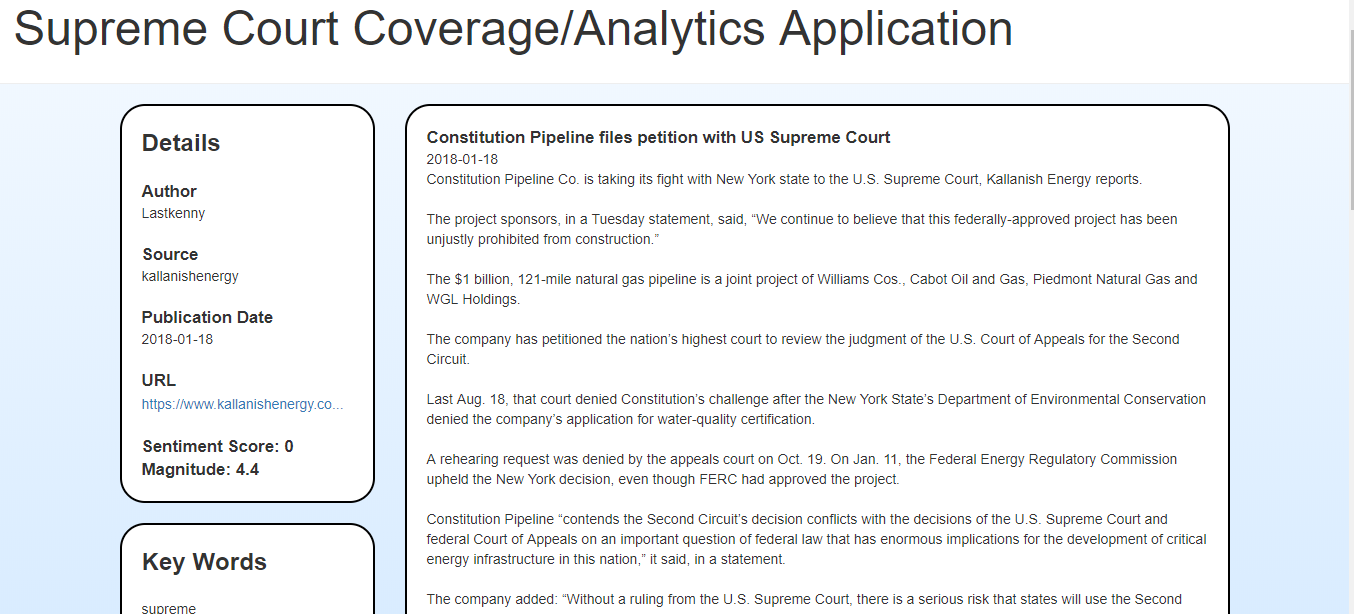 Supreme Court Coverage/Analytics Application
Details
Author
Lastkenny
Source
kallanishenergy
Publication Date
2018-01-18
URL
https://www.kallanishenergy.co...
Sentiment Score: 0
Magnitude: 4.4
Key Words
supreme
Constitution Pipeline files petition with US Supreme Court
2018-01-18
Constitution Pipeline Co. is taking its fight with New York state to the U.S. Supreme Court, Kallanish Energy reports.
The project sponsors, in a Tuesday statement, said, “We continue to believe that this federally-approved project has been
unjustly prohibited from construction.”
The $1 billion, 121-mile natural gas pipeline is a joint project of Williams Cos., Cabot Oil and Gas, Piedmont Natural Gas and
WGL Holdings.
The company has petitioned the nation’s highest court to review the judgment of the U.S. Court of Appeals for the Second
Circuit.
Last Aug. 18, that court denied Constitution’s challenge after the New York State’s Department of Environmental Conservation
denied the company’s application for water-quality certification.
A rehearing request was denied by the appeals court on Oct. 19. On Jan. 11, the Federal Energy Regulatory Commission
upheld the New York decision, even though FERC had approved the project.
Constitution Pipeline “contends the Second Circuit’s decision conflicts with the decisions of the U.S. Supreme Court and
federal Court of Appeals on an important question of federal law that has enormous implications for the development of critical
energy infrastructure in this nation,” it said, in a statement.
The company added: “Without a ruling from the U.S. Supreme Court, there is a serious risk that states will use the Second